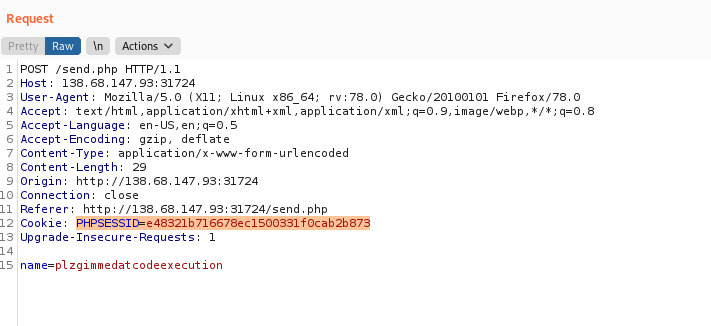 Request
Pretty Raw \n Actions
1 POST /send.php HTTP/1.1
2 Host: 138.68.147.93:31724
3 User-Agent: Mozilla/5.0 (X11; Linux x86_64; rv:78.0) Gecko/20100101 Firefox/78.0
4 Accept: text/html,application/xhtml+xml,application/xml;q=0.9,image/webp,*/*;q=0.8
5 Accept-Language: en-US,en;q=0.5
6 Accept-Encoding: gzip, deflate
7 Content-Type: application/x-www-form-urlencoded
8 Content-Length: 29
9 Origin: http://138.68.147.93:31724
10 Connection: close
11 Referer: http://138.68.147.93:31724/send.php
12 Cookie: PHPSESSID=e48321b716678ec1500331f0cab2b873
13 Upgrade-Insecure-Requests: 1
14
15 name=plzgimmedatcodeexecution